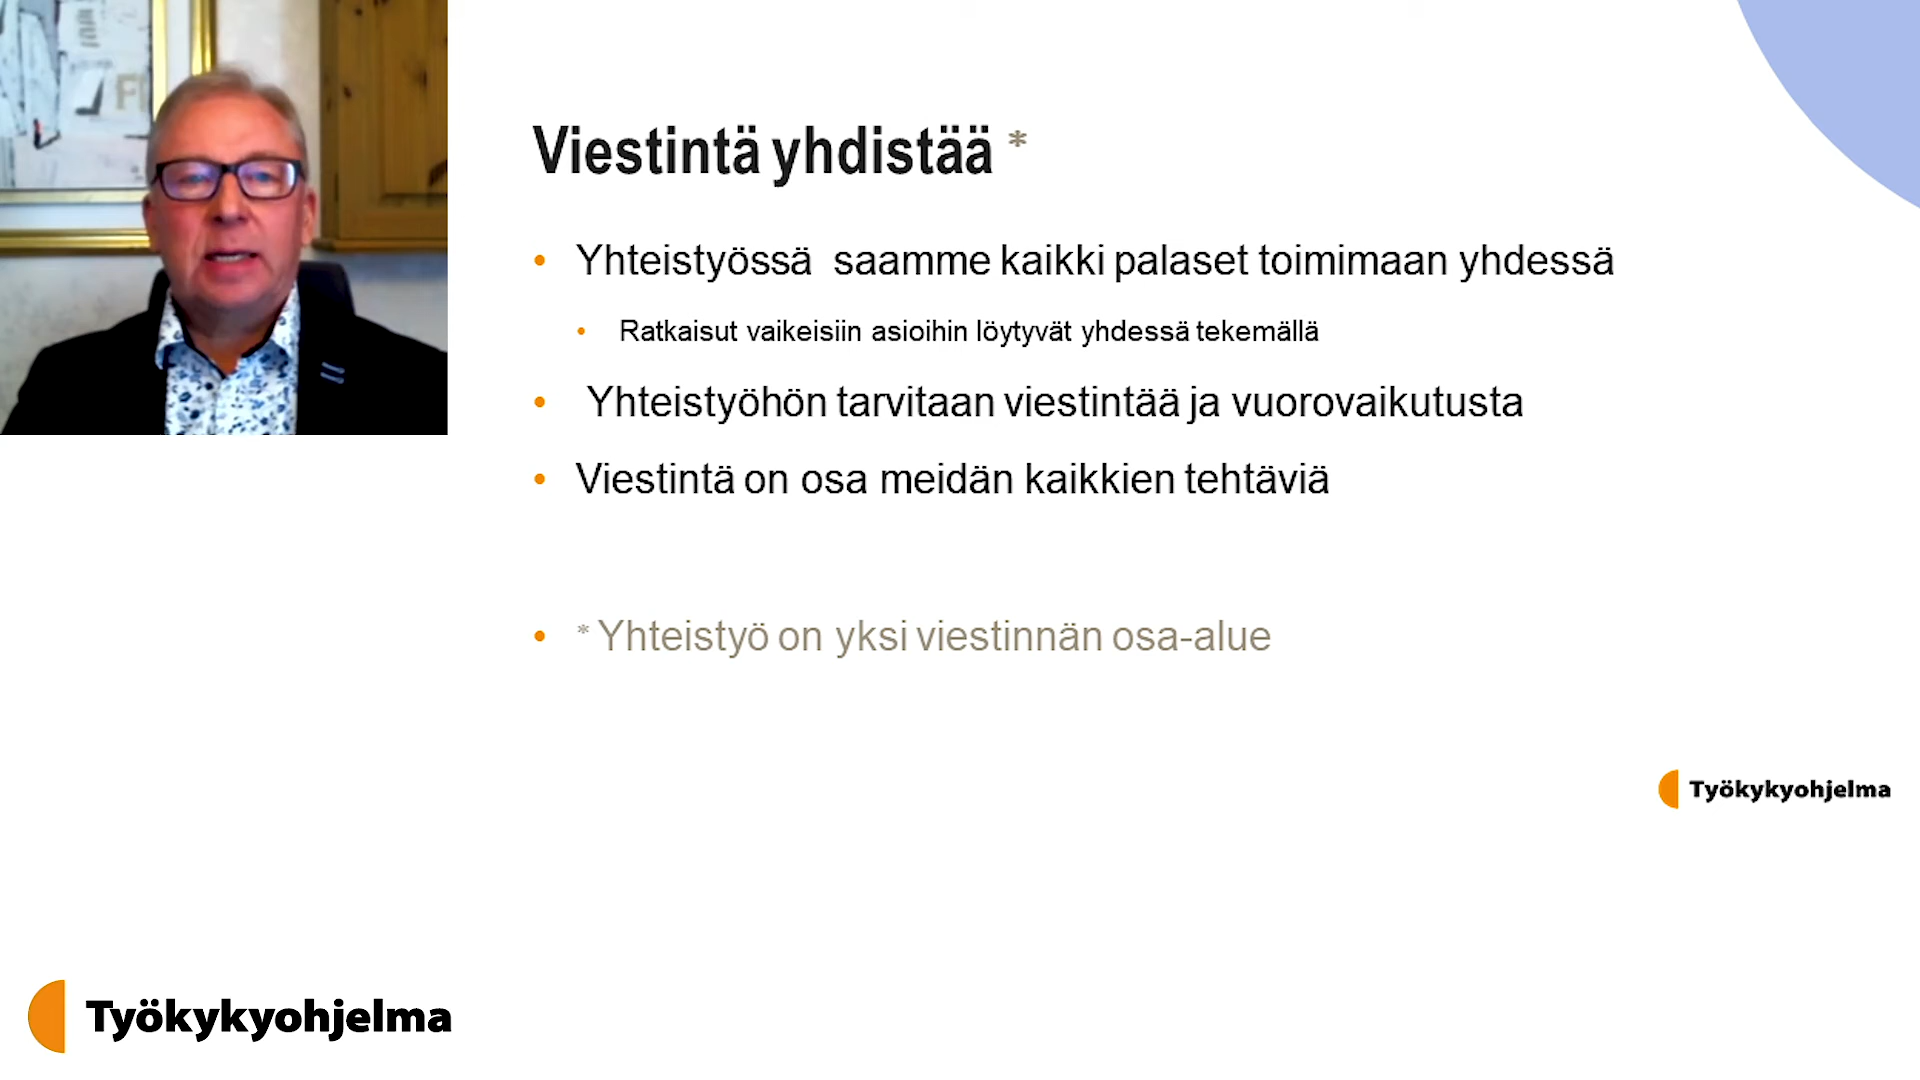 Viestintä yhdistää *
• Yhteistyössä saamme kaikki palaset toimimaan yhdessä
• Ratkaisut vaikeisiin asioihin löytyvät yhdessä tekemällä
• Yhteistyöhön tarvitaan viestintää ja vuorovaikutusta
• Viestintä on osa meidän kaikkien tehtäviä
• * Yhteistyö on yksi viestinnän osa-alue
Työkykyohjelma
Työkykyohjelma